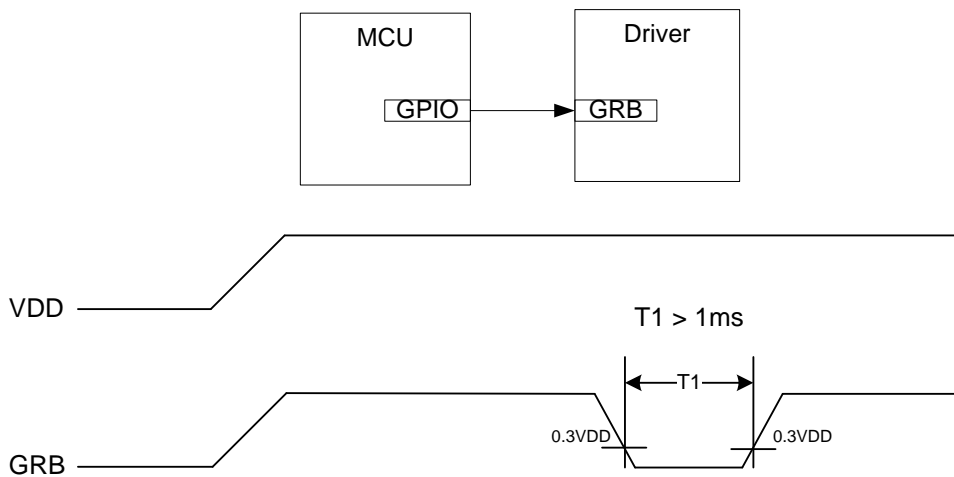 MCU
Driver
GPIO
GRB
VDD
T1 > 1ms
T1
0.3VDD
0.3VDD
GRB